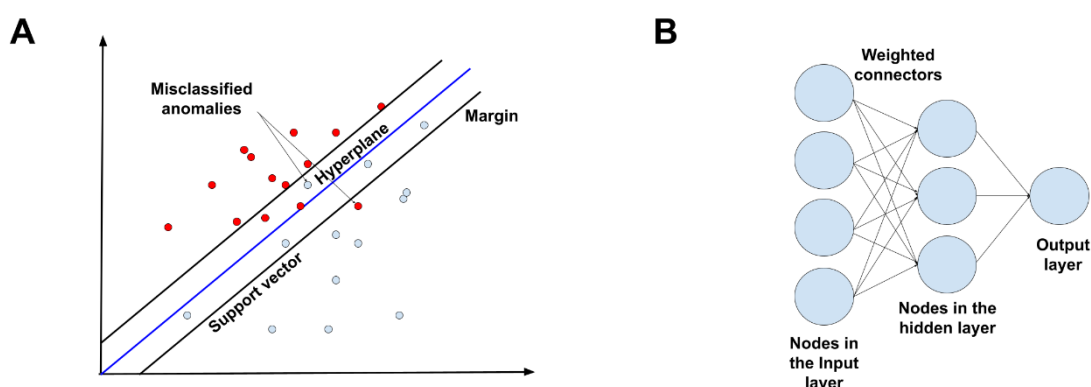 A
Misclassified
anomalies
Hyperplane
Margin
Support vector
B
Weighted
connectors
Output
layer
Nodes in the
hidden layer
Nodes in
the Input
layer